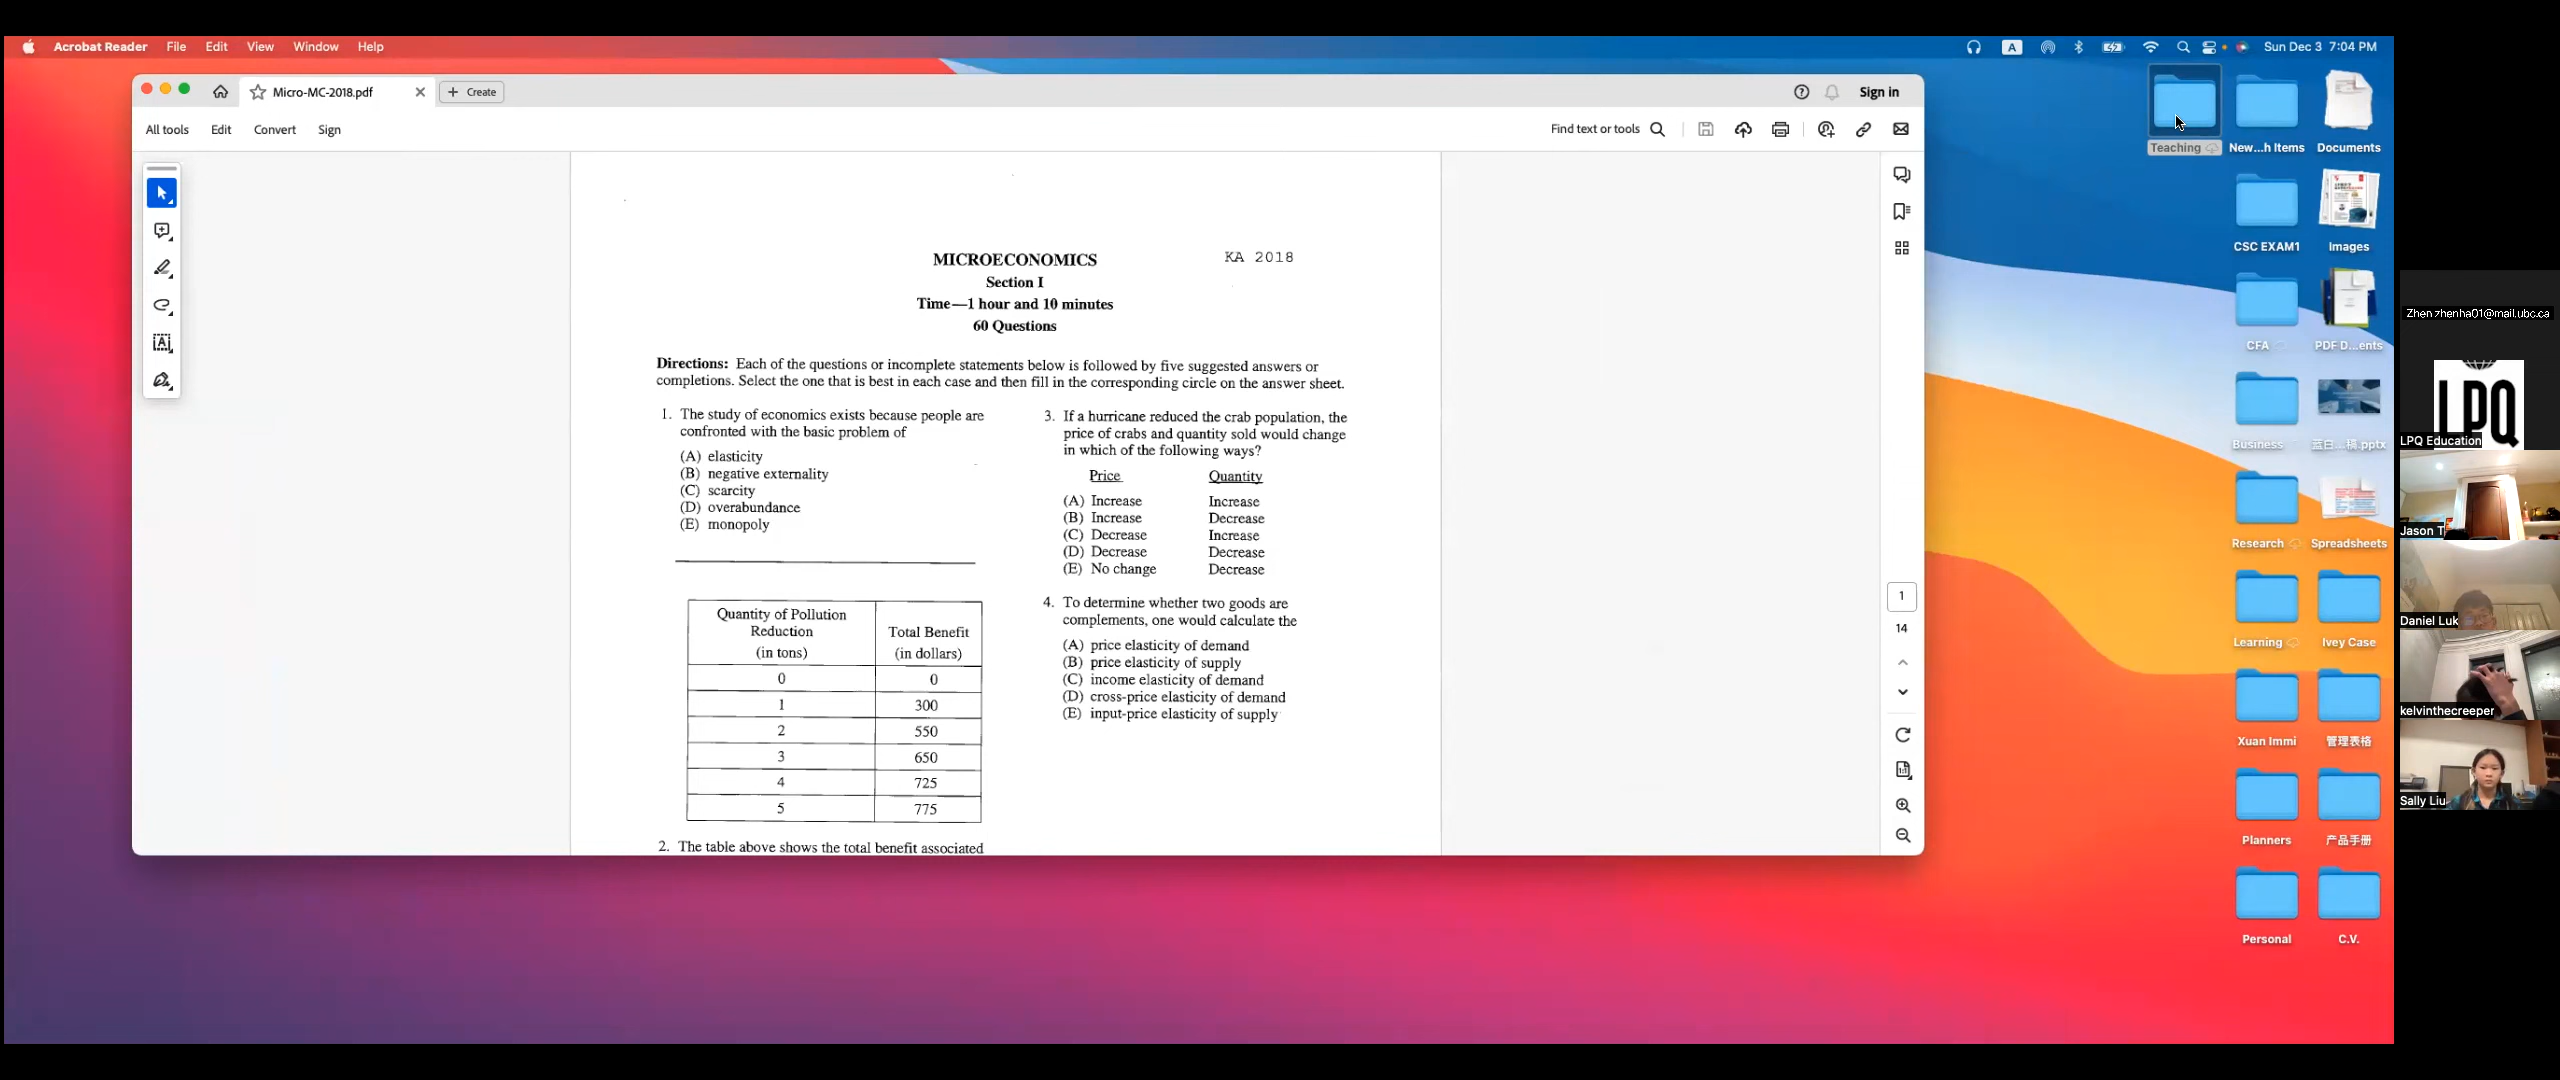 Acrobat Reader File Edit View Window Help
A
Sun Dec 3 7:04 PM
Micro-MC-2018.pdf
+ Create
Sign in
All tools Edit Convert Sign
Find text or tools
MICROECONOMICS
KA 2018
Section I
Time—1 hour and 10 minutes
60 Questions
Directions: Each of the questions or incomplete statements below is followed by five suggested answers or
completions. Select the one that is best in each case and then fill in the corresponding circle on the answer sheet.
1. The study of economics exists because people are
confronted with the basic problem of
(A) elasticity
(B) negative externality
(C) scarcity
(D) overabundance
(E) monopoly
Quantity of Pollution
Reduction
(in tons)
Total Benefit
(in dollars)
0 0
1 300
2 550
3 650
4 725
5 775
2. The table above shows the total benefit associated
3. If a hurricane reduced the crab population, the
price of crabs and quantity sold would change
in which of the following ways?
Price Quantity
(A) Increase Increase
(B) Increase Decrease
(C) Decrease Increase
(D) Decrease Decrease
(E) No change Decrease
4. To determine whether two goods are
complements, one would calculate the
(A) price elasticity of demand
(B) price elasticity of supply
(C) income elasticity of demand
(D) cross-price elasticity of demand
(E) input-price elasticity of supply
1
14
Teaching New...h Items Documents
CSC EXAM1 Images
CFA PDF D...ents
Business 蓝白...稿.pptx
Research Spreadsheets
Learning Ivey Case
Xuan Immi 管理表格
Planners 产品手册
Personal C.V.
Zhen zhenha01@mail.ubc.ca
LPQ
LPQ Education
Jason T
Daniel Luk
kelvinthecreeper
Sally Liu